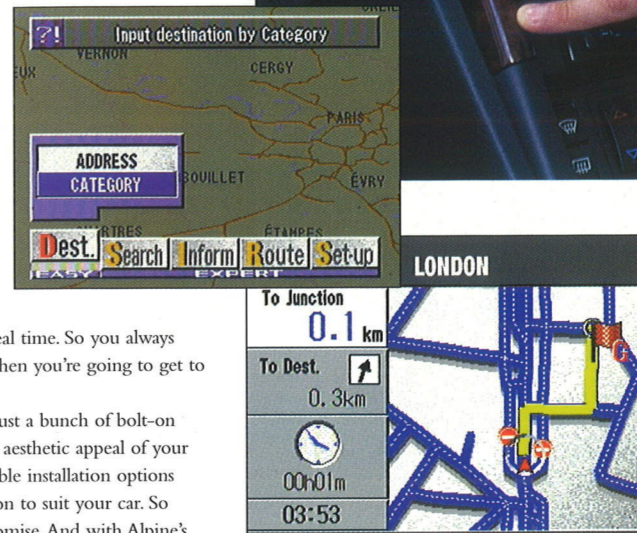 ?! Input destination by Category
VERNON
CERGY
PARIS
ADDRESS
CATEGORY
ÉVRY
ÉTAMPES
Dest. Search Inform Route Set-up
EASY EXPERT
LONDON
To Junction
0.1 km
To Dest.
0.3km
00h01m
03:53
G
eal time. So you always
hen you're going to get to
ust a bunch of bolt-on
aesthetic appeal of your
ble installation options
on to suit your car. So
omise. And with Alpine's